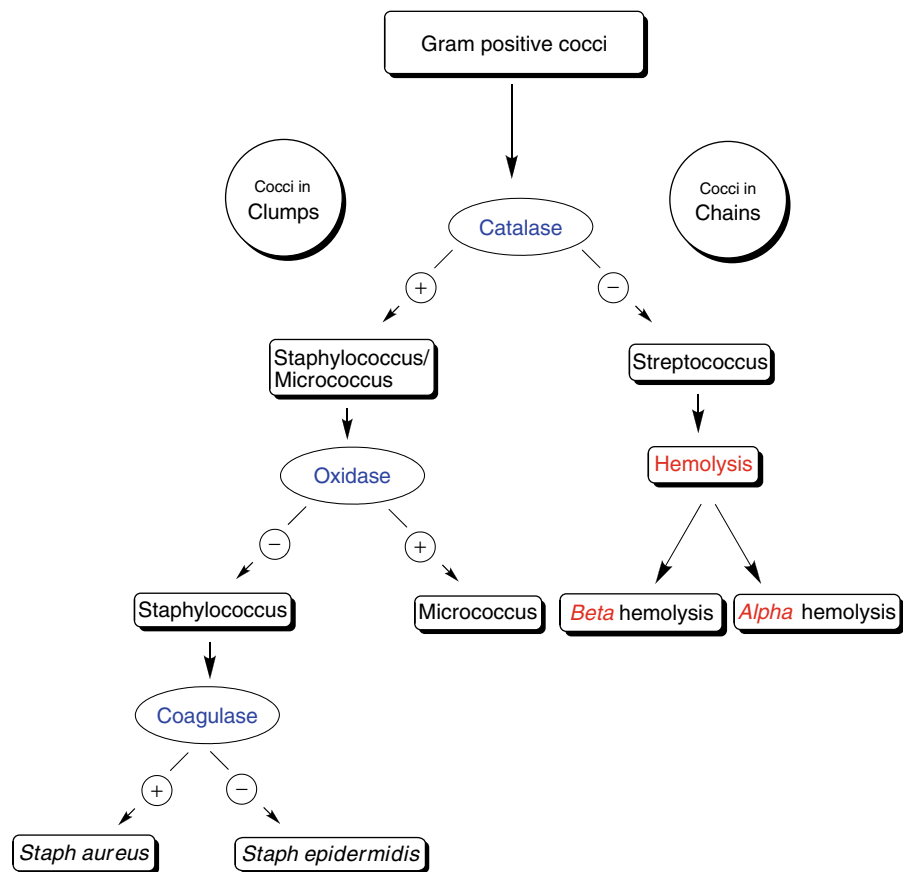 Gram positive cocci
Cocci in
Clumps
Cocci in
Chains
Catalase
+
−
Staphylococcus/
Micrococcus
Streptococcus
Oxidase
Hemolysis
−
+
Staphylococcus
Micrococcus
Beta hemolysis
Alpha hemolysis
Coagulase
+
−
Staph aureus
Staph epidermidis